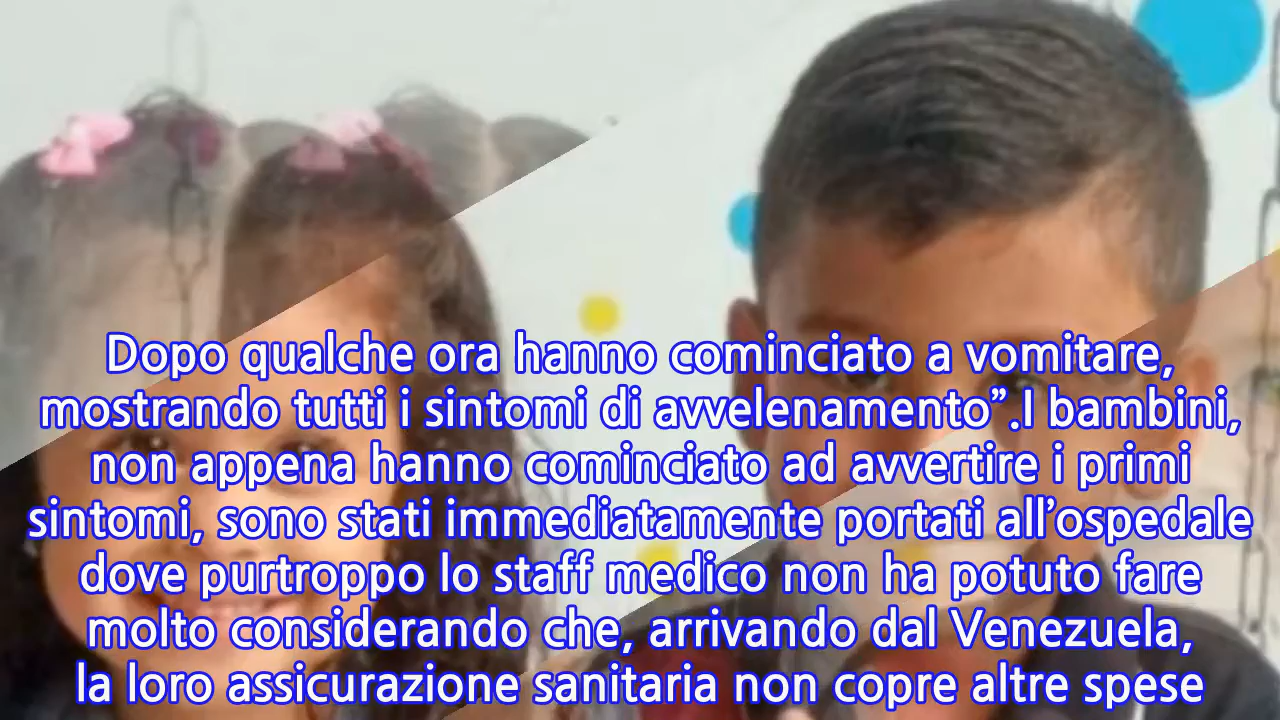 Dopo qualche ora hanno cominciato a vomitare,
mostrando tutti i sintomi di avvelenamento”.I bambini,
non appena hanno cominciato ad avvertire i primi
sintomi, sono stati immediatamente portati all’ospedale
dove purtroppo lo staff medico non ha potuto fare
molto considerando che, arrivando dal Venezuela,
la loro assicurazione sanitaria non copre altre spese